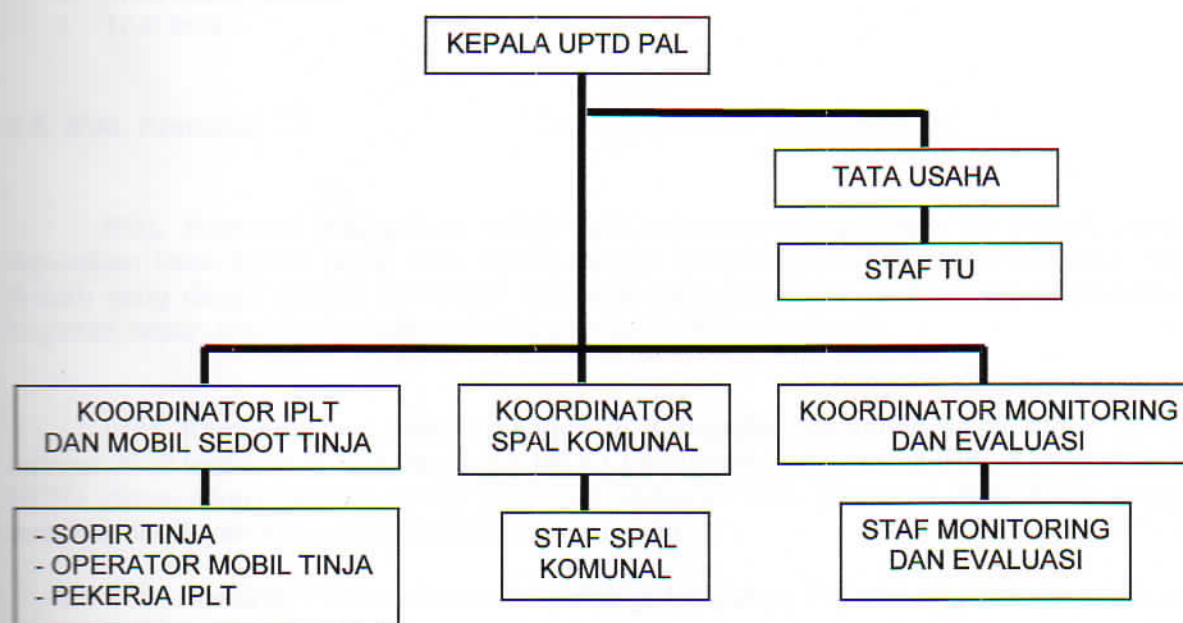 KEPALA UPTD PAL
TATA USAHA
STAF TU
KOORDINATOR IPLT
DAN MOBIL SEDOT TINJA
KOORDINATOR
SPAL KOMUNAL
KOORDINATOR MONITORING
DAN EVALUASI
- SOPIR TINJA
- OPERATOR MOBIL TINJA
- PEKERJA IPLT
STAF SPAL
KOMUNAL
STAF MONITORING
DAN EVALUASI